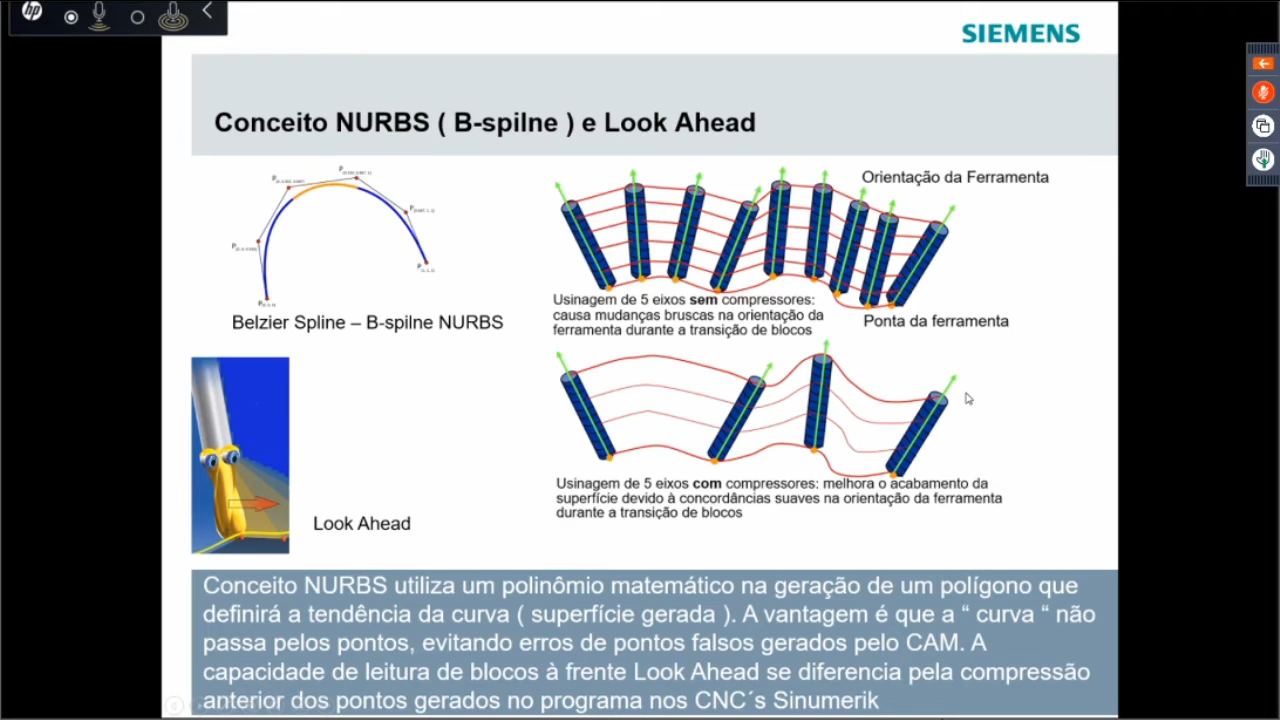 hp
SIEMENS
Conceito NURBS ( B-spilne ) e Look Ahead
Orientação da Ferramenta
Usinagem de 5 eixos sem compressores:
causa mudanças bruscas na orientação da
ferramenta durante a transição de blocos
Ponta da ferramenta
Belzier Spline – B-spilne NURBS
Look Ahead
Usinagem de 5 eixos com compressores: melhora o acabamento da
superfície devido à concordâncias suaves na orientação da ferramenta
durante a transição de blocos
Conceito NURBS utiliza um polinômio matemático na geração de um polígono que
definirá a tendência da curva ( superfície gerada ). A vantagem é que a “ curva “ não
passa pelos pontos, evitando erros de pontos falsos gerados pelo CAM. A
capacidade de leitura de blocos à frente Look Ahead se diferencia pela compressão
anterior dos pontos gerados no programa nos CNC´s Sinumerik